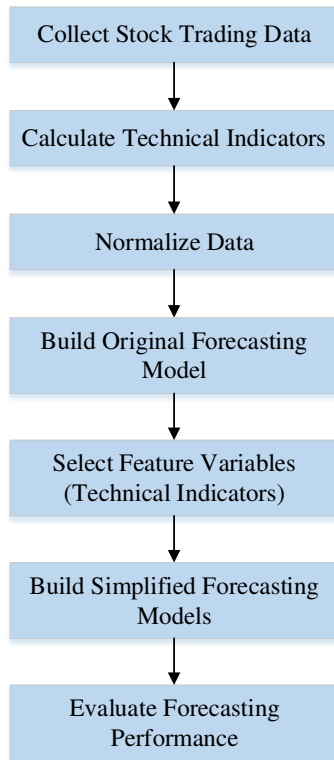 Collect Stock Trading Data
Calculate Technical Indicators
Normalize Data
Build Original Forecasting
Model
Select Feature Variables
(Technical Indicators)
Build Simplified Forecasting
Models
Evaluate Forecasting
Performance